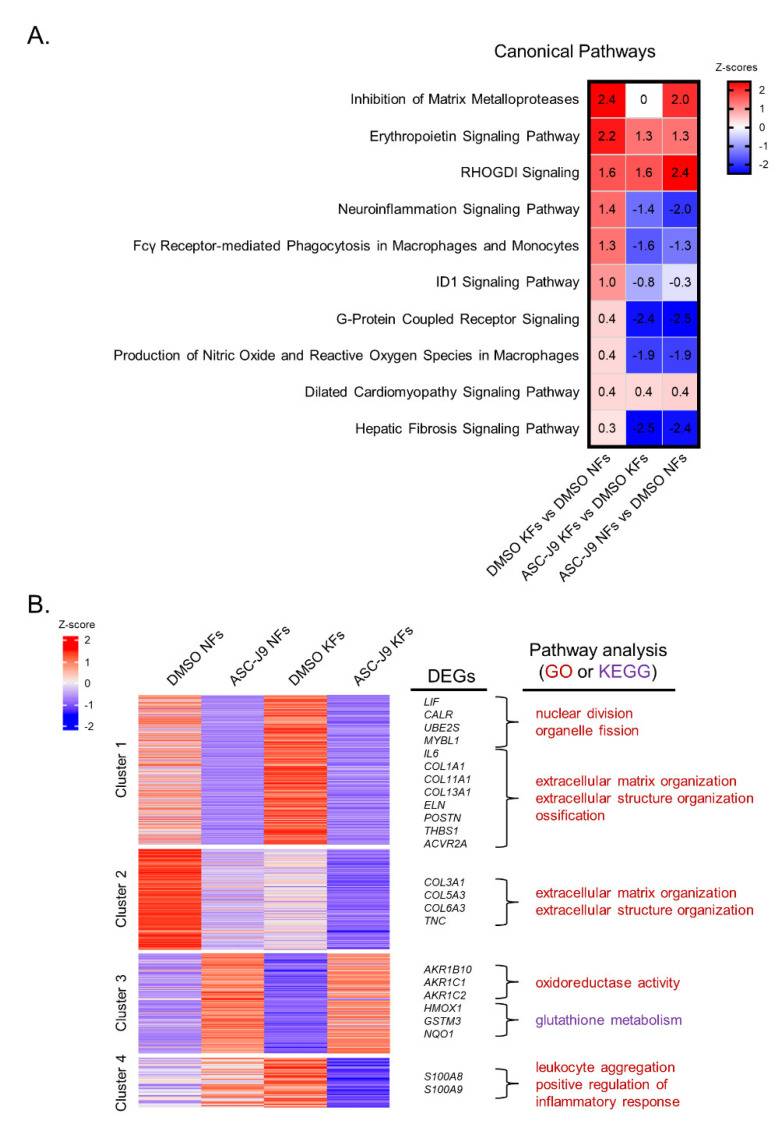 A.
Canonical Pathways
Z-scores
2
1
0
-1
-2
Inhibition of Matrix Metalloproteases 2.4 0 2.0
Erythropoietin Signaling Pathway 2.2 1.3 1.3
RHOGDI Signaling 1.6 1.6 2.4
Neuroinflammation Signaling Pathway 1.4 -1.4 -2.0
Fcγ Receptor-mediated Phagocytosis in Macrophages and Monocytes 1.3 -1.6 -1.3
ID1 Signaling Pathway 1.0 -0.8 -0.3
G-Protein Coupled Receptor Signaling 0.4 -2.4 -2.5
Production of Nitric Oxide and Reactive Oxygen Species in Macrophages 0.4 -1.9 -1.9
Dilated Cardiomyopathy Signaling Pathway 0.4 0.4 0.4
Hepatic Fibrosis Signaling Pathway 0.3 -2.5 -2.4
DMSO KFs vs DMSO NFs
ASC-J9 KFs vs DMSO KFs
ASC-J9 NFs vs DMSO NFs
B.
Z-score
2
1
0
-1
-2
DMSO NFs
ASC-J9 NFs
DMSO KFs
ASC-J9 KFs
DEGs
Pathway analysis
(GO or KEGG)
Cluster 1
LIF
CALR
UBE2S
MYBL1
nuclear division
organelle fission
IL6
COL1A1
COL11A1
COL13A1
ELN
POSTN
THBS1
ACVR2A
extracellular matrix organization
extracellular structure organization
ossification
Cluster 2
COL3A1
COL5A3
COL6A3
TNC
extracellular matrix organization
extracellular structure organization
Cluster 3
AKR1B10
AKR1C1
AKR1C2
oxidoreductase activity
HMOX1
GSTM3
NQO1
glutathione metabolism
Cluster 4
S100A8
S100A9
leukocyte aggregation
positive regulation of
inflammatory response